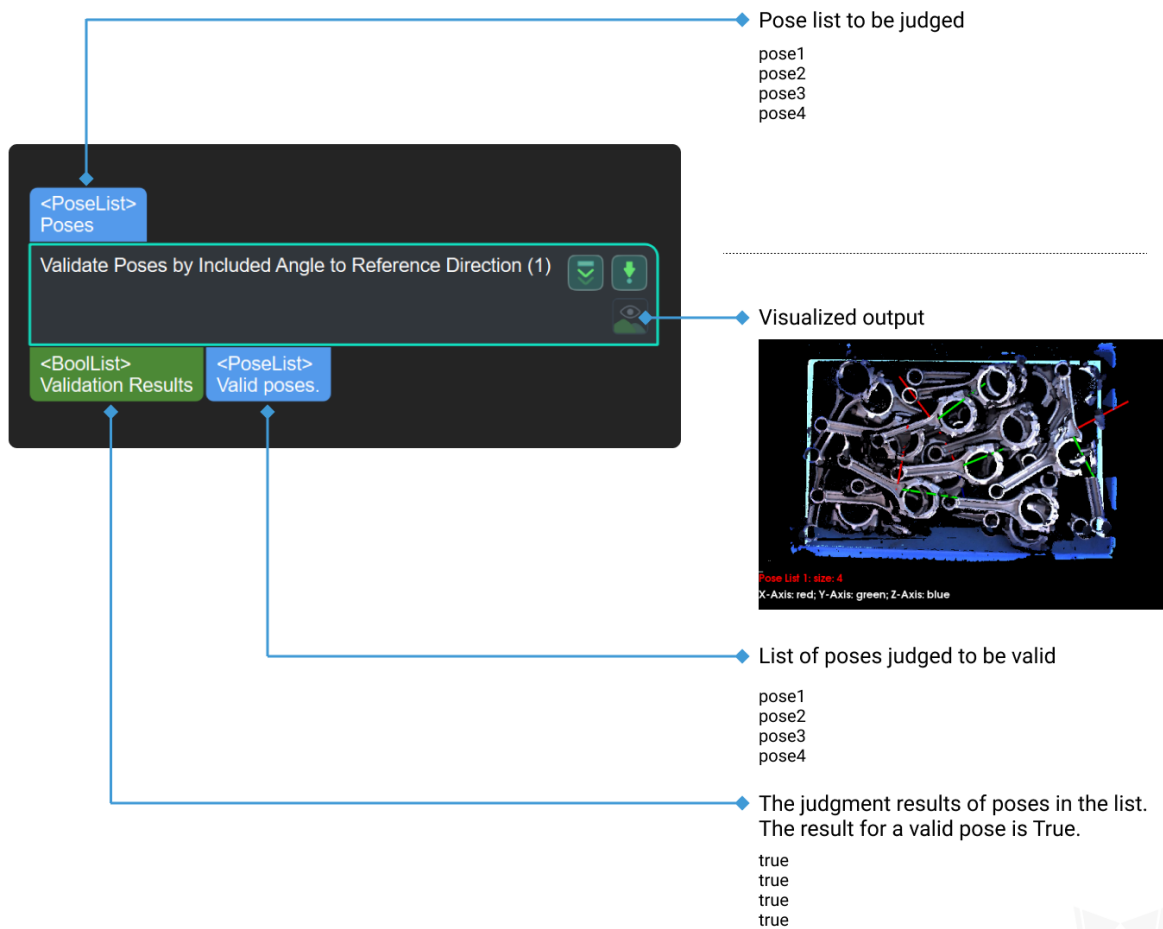 Pose list to be judged
pose1
pose2
pose3
pose4
<PoseList>
Poses
Validate Poses by Included Angle to Reference Direction (1)
<BoolList>
Validation Results
<PoseList>
Valid poses.
Visualized output
Pose List 1: size: 4
X-Axis: red; Y-Axis: green; Z-Axis: blue
List of poses judged to be valid
pose1
pose2
pose3
pose4
The judgment results of poses in the list.
The result for a valid pose is True.
true
true
true
true